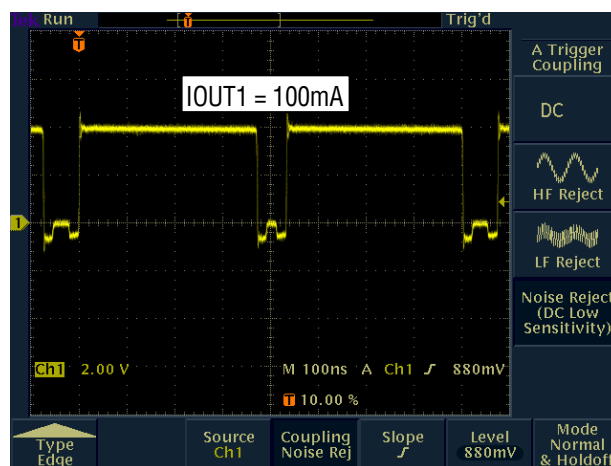 Tek Run Trig'd
T
T
A Trigger
Coupling
IOUT1 = 100mA
DC
HF Reject
1
LF Reject
Noise Reject
(DC Low
Sensitivity)
Ch1 2.00 V M 100ns A Ch1 880mV
T 10.00 %
Type
Edge
Source
Ch1
Coupling
Noise Rej
Slope
Level
880mV
Mode
Normal
& Holdoff